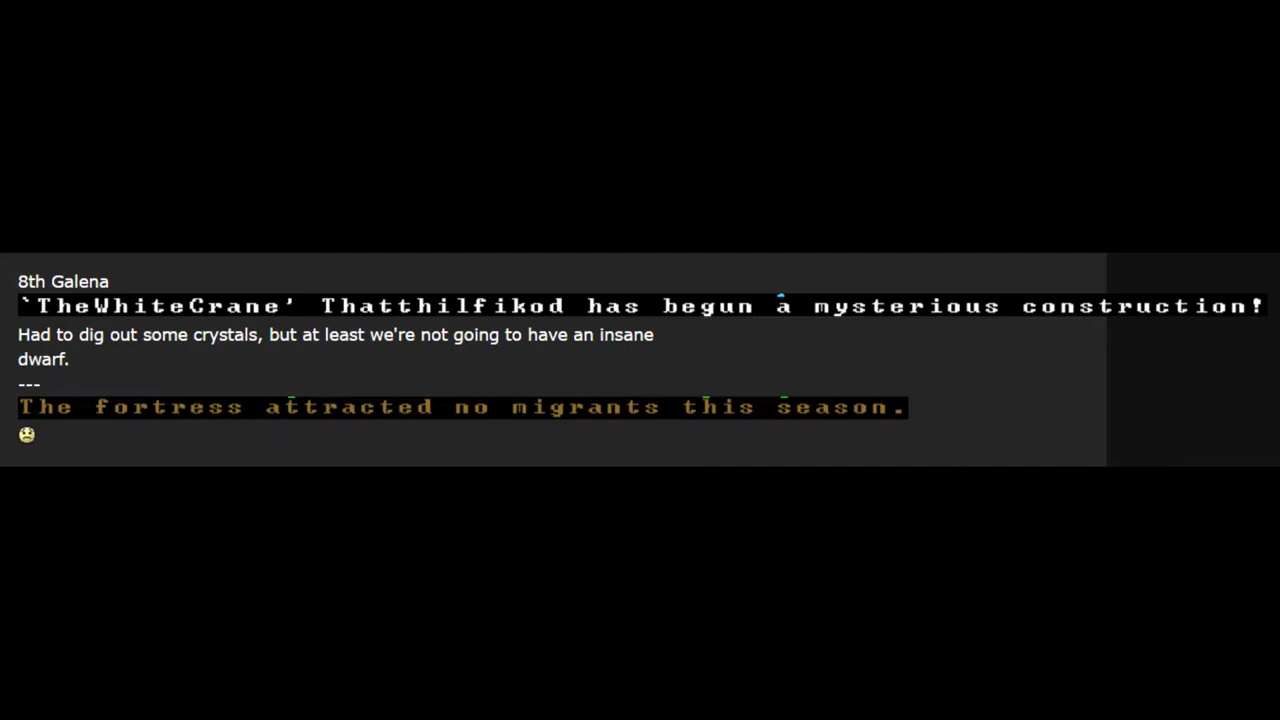 8th Galena
`TheWhiteCrane' Thatthilfikod has begun a mysterious construction!
Had to dig out some crystals, but at least we're not going to have an insane
dwarf.
---
The fortress attracted no migrants this season.